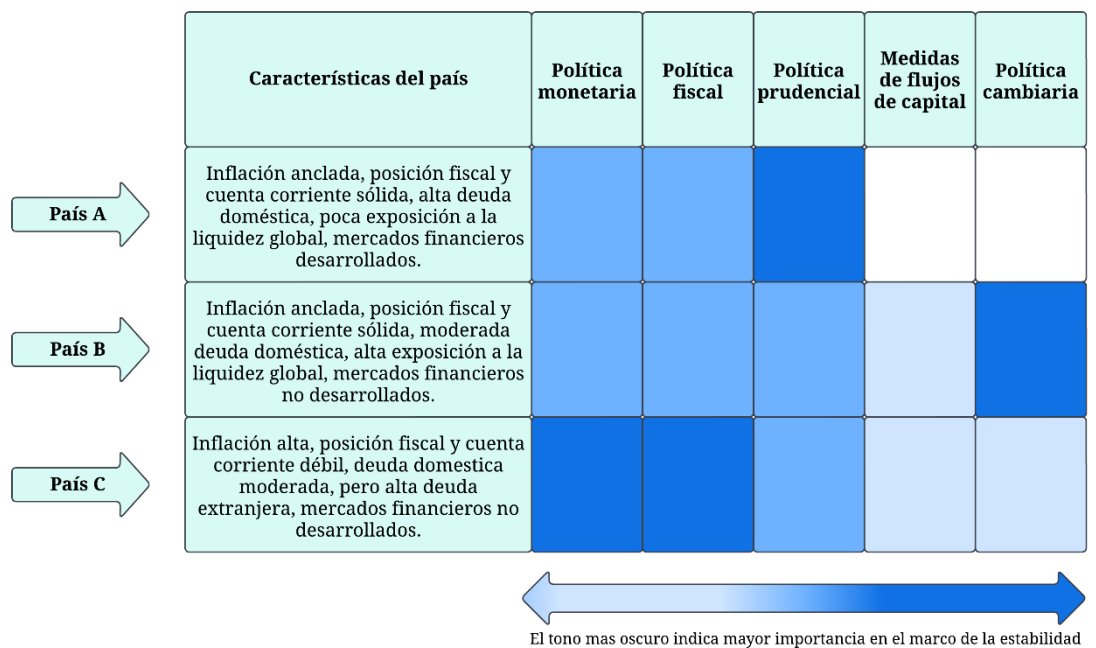 Características del país
Política
monetaria
Política
fiscal
Política
prudencial
Medidas
de flujos
de capital
Política
cambiaria
País A
Inflación anclada, posición fiscal y
cuenta corriente sólida, alta deuda
doméstica, poca exposición a la
liquidez global, mercados financieros
desarrollados.
País B
Inflación anclada, posición fiscal y
cuenta corriente sólida, moderada
deuda doméstica, alta exposición a la
liquidez global, mercados financieros
no desarrollados.
País C
Inflación alta, posición fiscal y cuenta
corriente débil, deuda domestica
moderada, pero alta deuda
extranjera, mercados financieros no
desarrollados.
El tono mas oscuro indica mayor importancia en el marco de la estabilidad